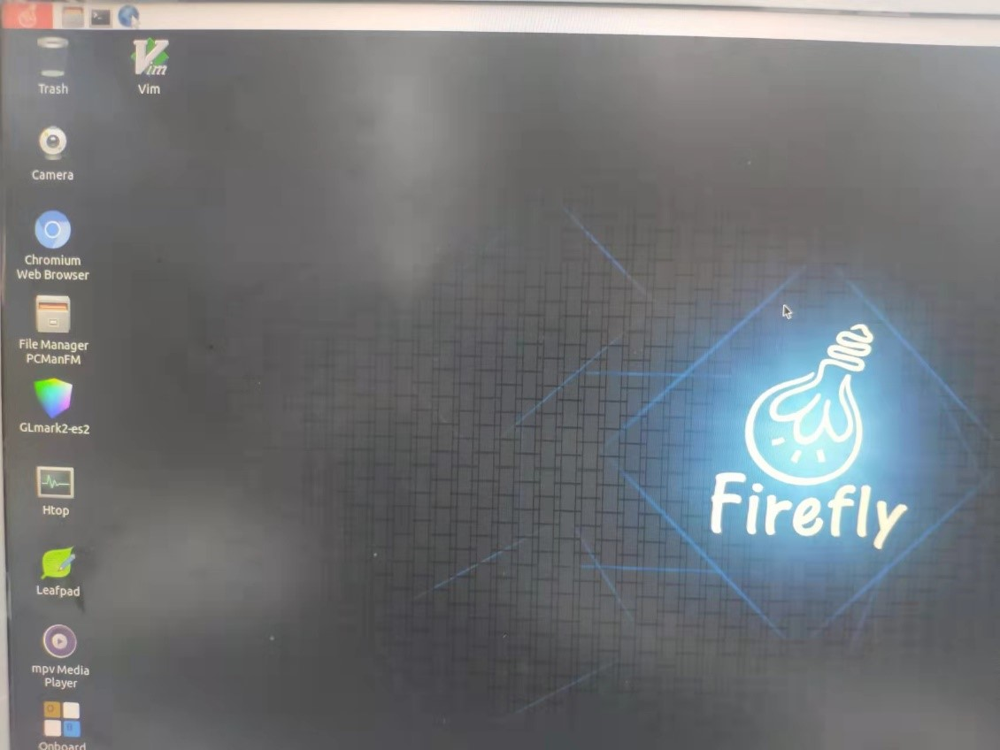 Trash
Vim
Camera
Chromium
Web Browser
File Manager
PCManFM
GLmark2-es2
Htop
Leafpad
mpv Media
Player
Onboard
Firefly